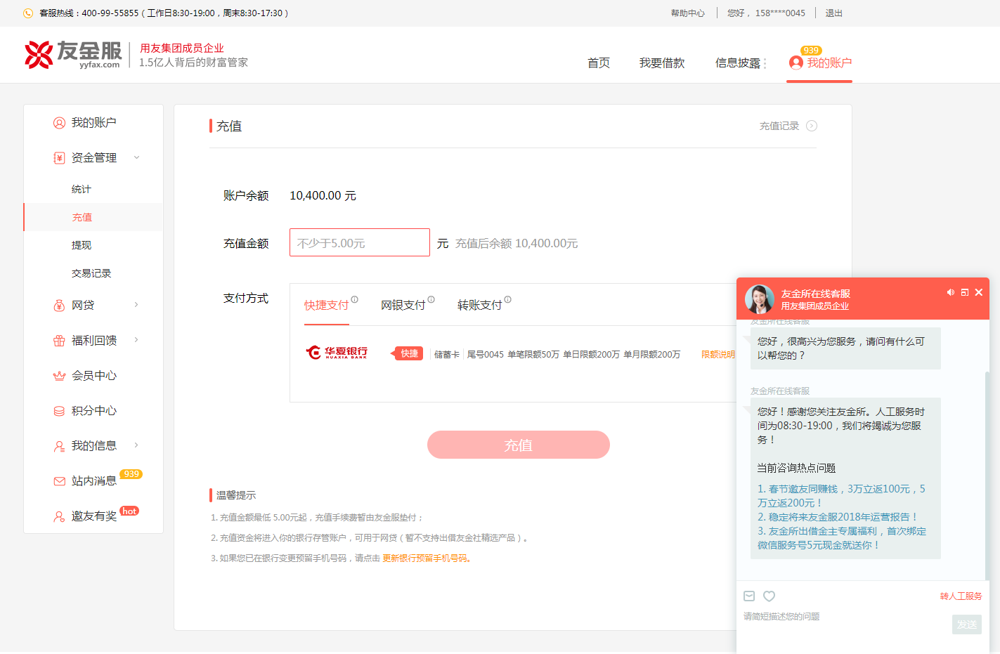 客服热线：400-99-55855（工作日8:30-19:00，周末8:30-17:30）
帮助中心
您好， 158****0045
退出
友金服
yyfax.com
用友集团成员企业
1.5亿人背后的财富管家
首页
我要借款
信息披露
939
我的账户
我的账户
资金管理
统计
充值
提现
交易记录
网贷
福利回馈
会员中心
积分中心
我的信息
站内消息 939
邀友有奖 hot
充值
充值记录
账户余额 10,400.00 元
充值金额 不少于5.00元 元 充值后余额 10,400.00元
支付方式
快捷支付 网银支付 转账支付
华夏银行
HUAXIA BANK
快捷 储蓄卡 尾号0045 单笔限额50万 单日限额200万 单月限额200万 限额说明
充值
温馨提示
1. 充值金额最低 5.00元起，充值手续费暂由友金服垫付；
2. 充值资金将进入你的银行存管账户，可用于网贷（暂不支持出借友金社精选产品）。
3. 如果您已在银行变更预留手机号码，请点击 更新银行预留手机号码。
友金所在线客服
用友集团成员企业
友金所在线客服
您好，很高兴为您服务，请问有什么可
以帮您的？
友金所在线客服
您好！感谢您关注友金所。人工服务时
间为08:30-19:00，我们将竭诚为您服
务！
当前咨询热点问题
1. 春节邀友同赚钱，3万立返100元，5
万立返200元！
2. 稳定将来友金服2018年运营报告！
3. 友金所出借金主专属福利，首次绑定
微信服务号5元现金就送你！
转人工服务
请简短描述您的问题
发送